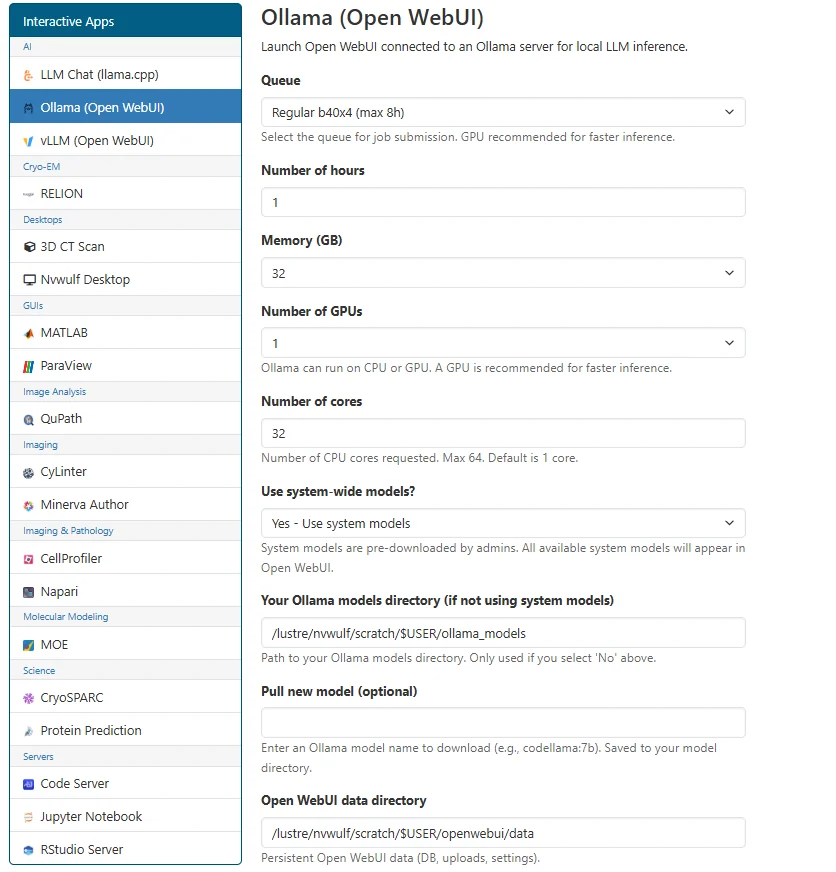 Interactive Apps
AI
LLM Chat (llama.cpp)
Ollama (Open WebUI)
vLLM (Open WebUI)
Cryo-EM
RELION
Desktops
3D CT Scan
Nvwulf Desktop
GUIs
MATLAB
ParaView
Image Analysis
QuPath
Imaging
CyLinter
Minerva Author
Imaging & Pathology
CellProfiler
Napari
Molecular Modeling
MOE
Science
CryoSPARC
Protein Prediction
Servers
Code Server
Jupyter Notebook
RStudio Server
Ollama (Open WebUI)
Launch Open WebUI connected to an Ollama server for local LLM inference.
Queue
Regular b40x4 (max 8h)
Select the queue for job submission. GPU recommended for faster inference.
Number of hours
1
Memory (GB)
32
Number of GPUs
1
Ollama can run on CPU or GPU. A GPU is recommended for faster inference.
Number of cores
32
Number of CPU cores requested. Max 64. Default is 1 core.
Use system-wide models?
Yes - Use system models
System models are pre-downloaded by admins. All available system models will appear in
Open WebUI.
Your Ollama models directory (if not using system models)
/lustre/nvwulf/scratch/$USER/ollama_models
Path to your Ollama models directory. Only used if you select 'No' above.
Pull new model (optional)
Enter an Ollama model name to download (e.g., codellama:7b). Saved to your model
directory.
Open WebUI data directory
/lustre/nvwulf/scratch/$USER/openwebui/data
Persistent Open WebUI data (DB, uploads, settings).